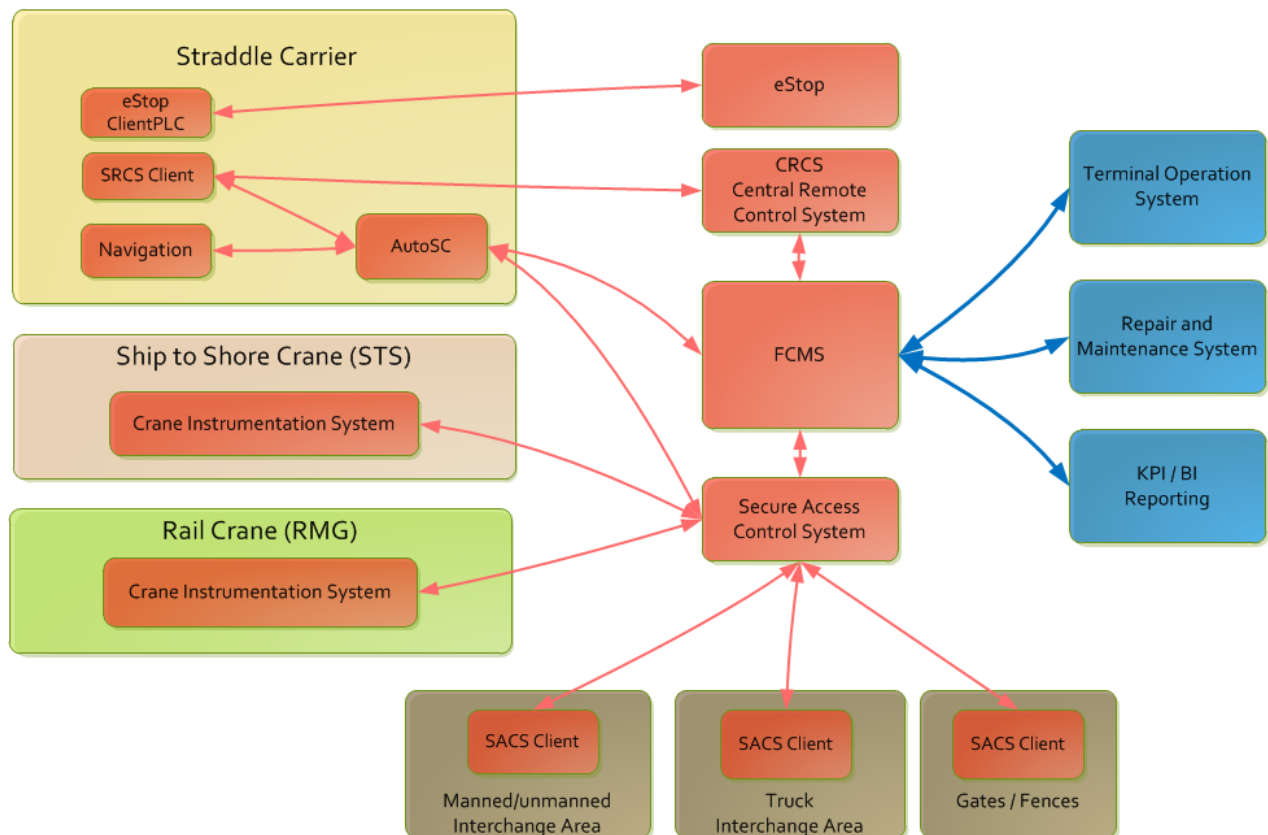 Straddle Carrier
eStop
ClientPLC
SRCS Client
Navigation
AutoSC
eStop
CRCS
Central Remote
Control System
FCMS
Terminal Operation
System
Repair and
Maintenance System
KPI / BI
Reporting
Ship to Shore Crane (STS)
Crane Instrumentation System
Rail Crane (RMG)
Crane Instrumentation System
Secure Access
Control System
SACS Client
Manned/unmanned
Interchange Area
SACS Client
Truck
Interchange Area
SACS Client
Gates / Fences